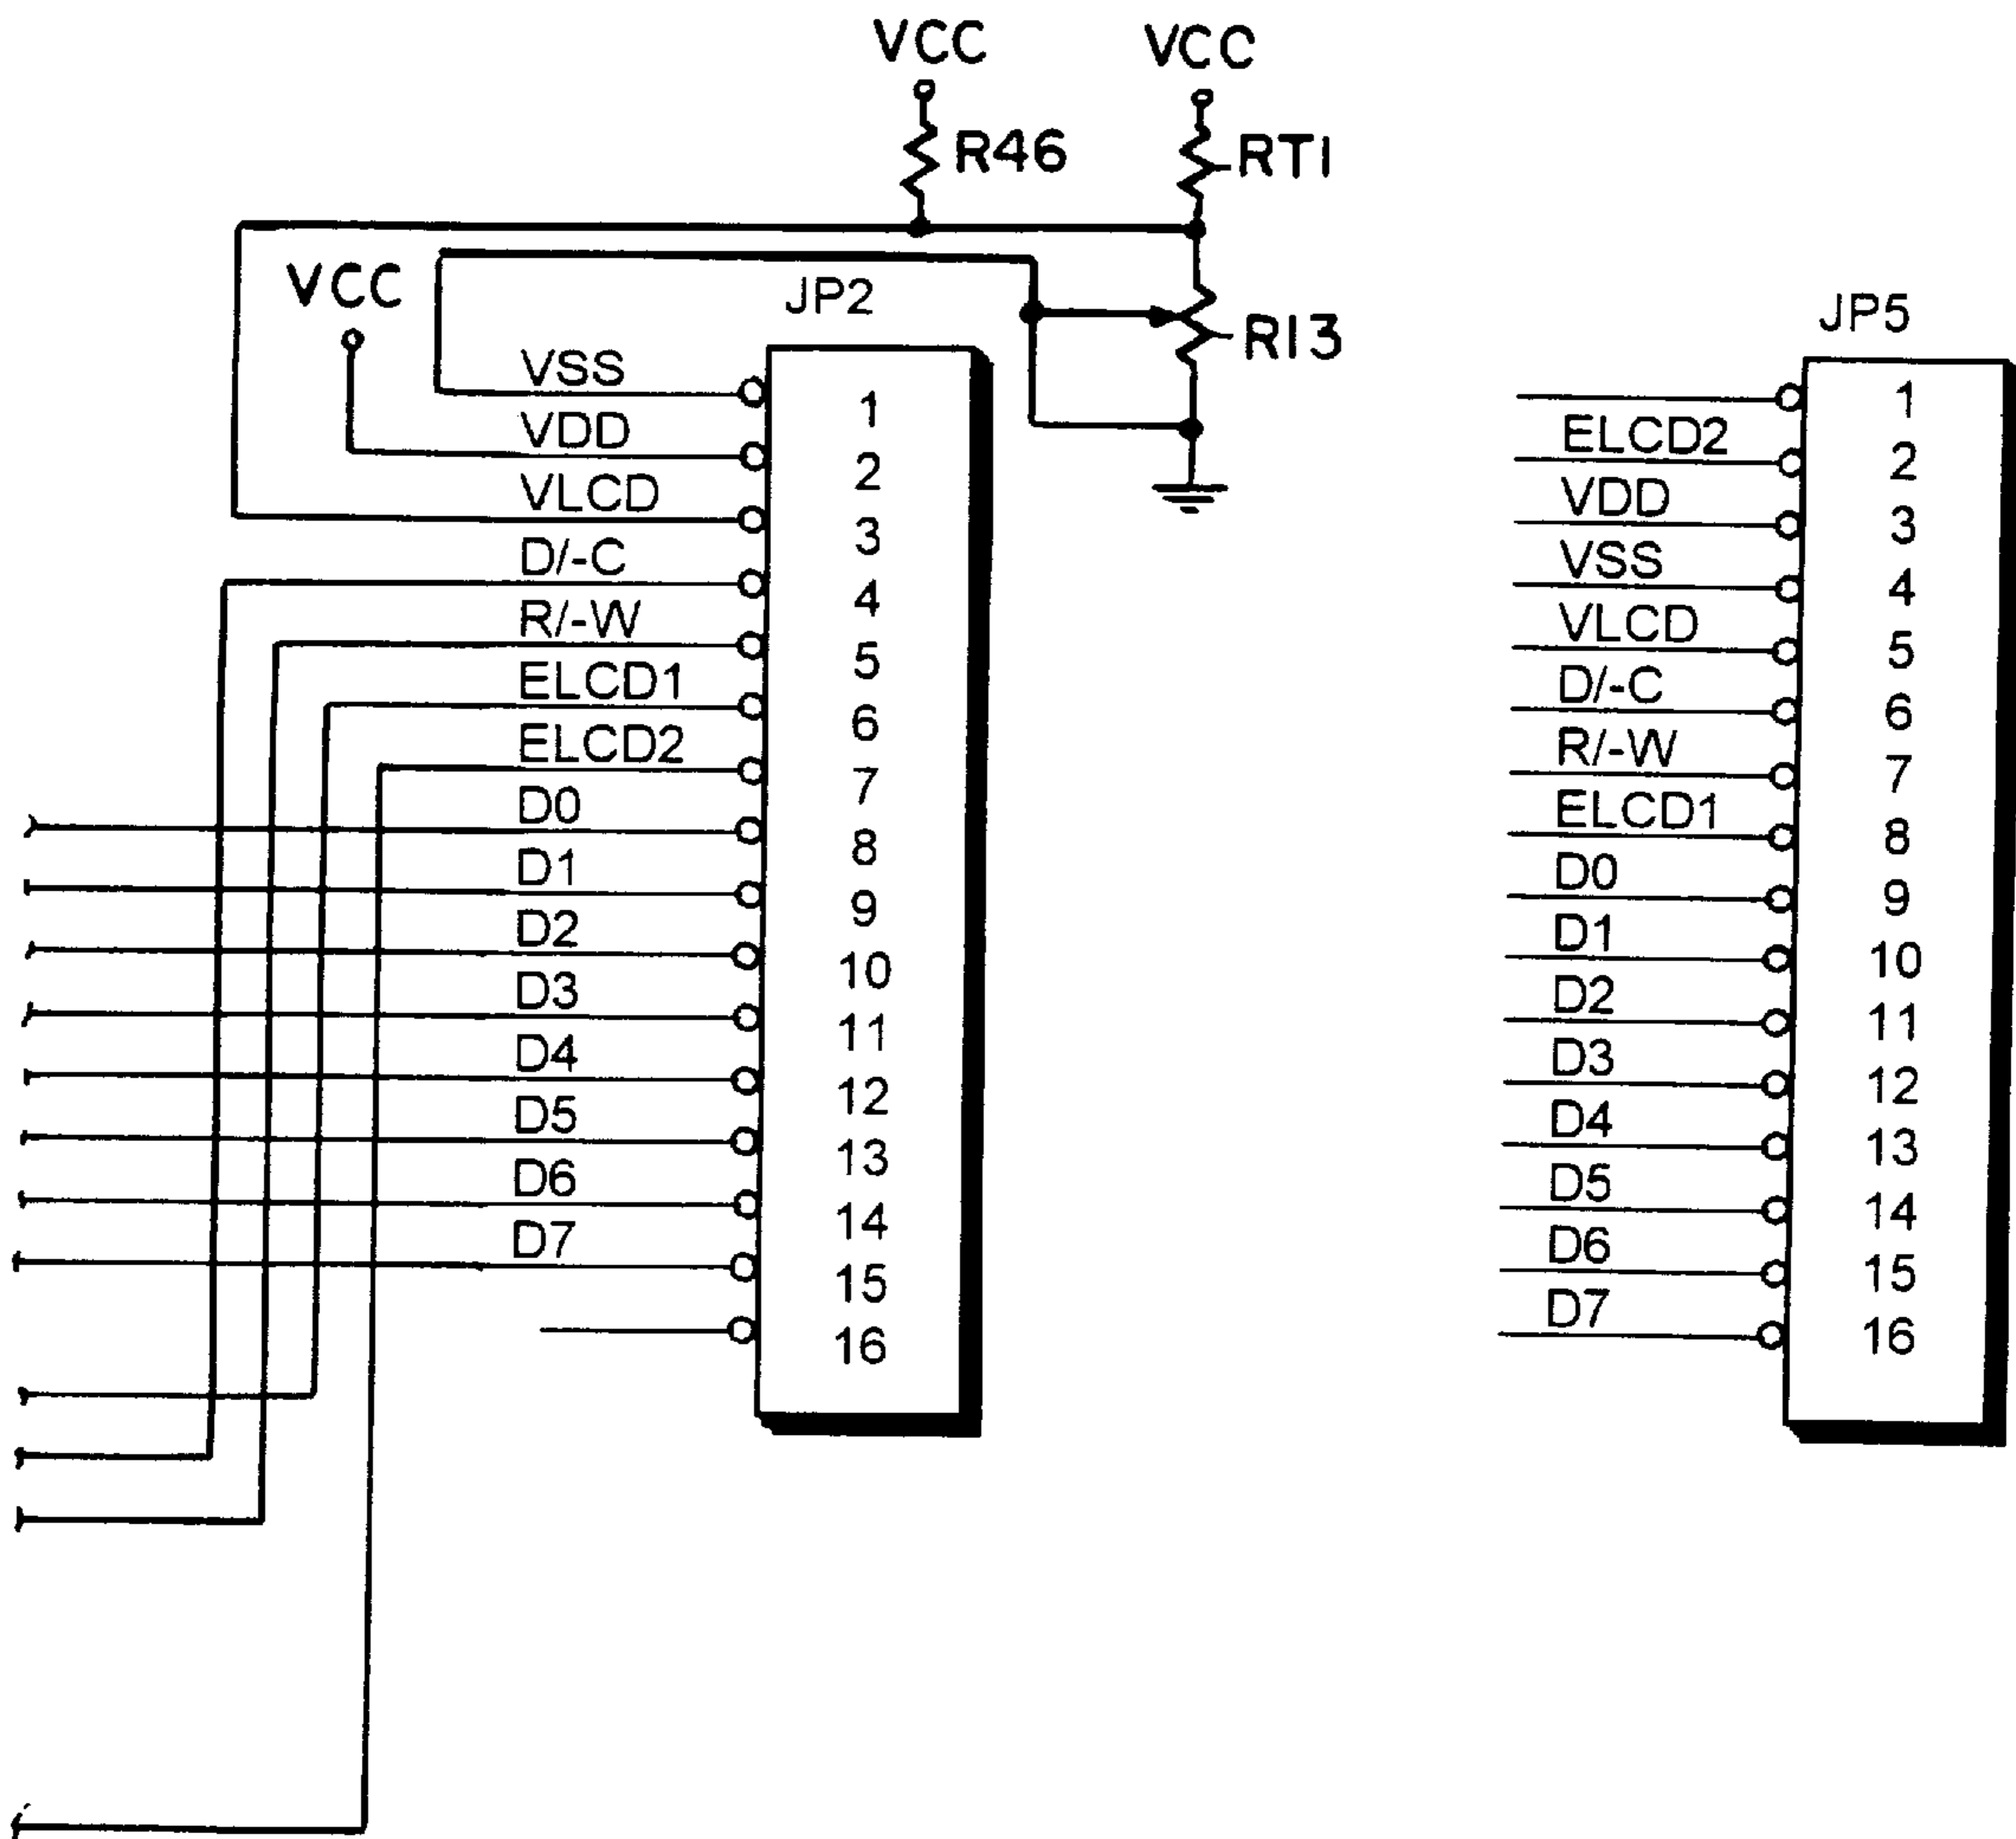 VCC
VCC
R46
RT1
VCC
JP2
R13
VSS
1
VDD
2
VLCD
3
D/-C
4
R/-W
5
ELCD1
6
ELCD2
7
D0
8
D1
9
D2
10
D3
11
D4
12
D5
13
D6
14
D7
15
16
JP5
1
ELCD2
2
VDD
3
VSS
4
VLCD
5
D/-C
6
R/-W
7
ELCD1
8
D0
9
D1
10
D2
11
D3
12
D4
13
D5
14
D6
15
D7
16